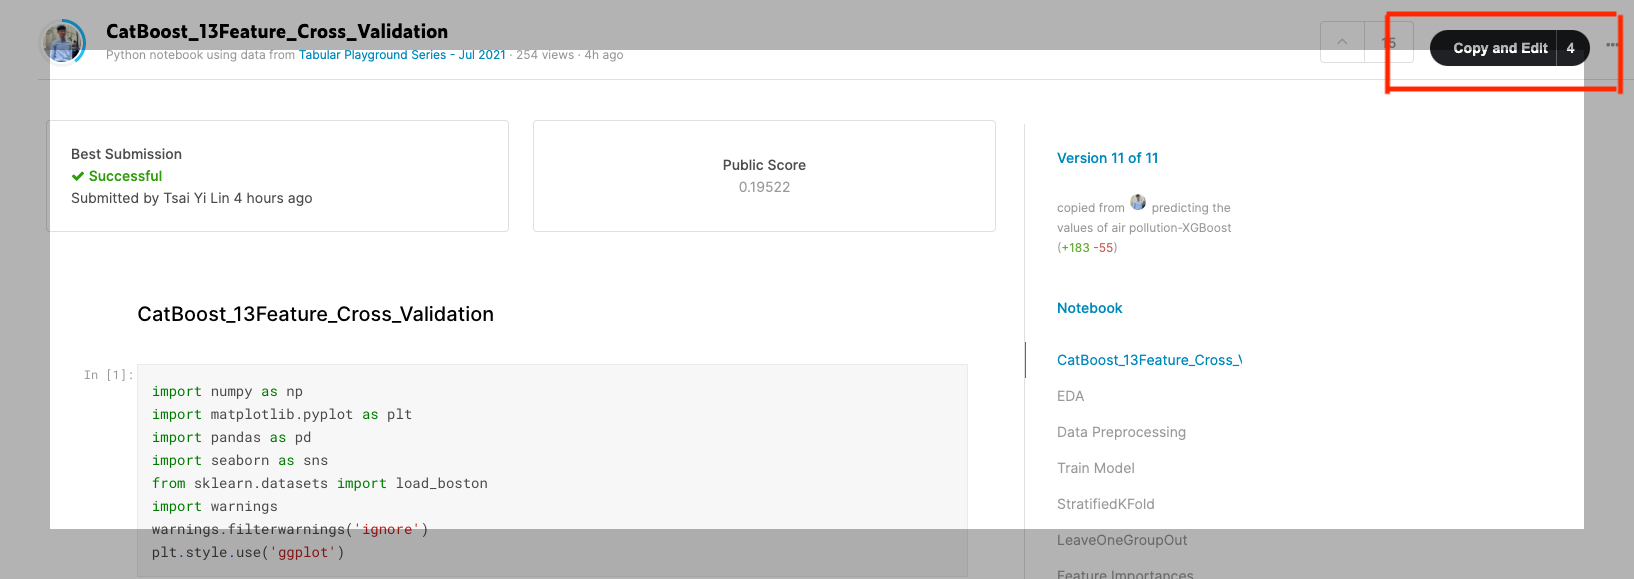 CatBoost_13Feature_Cross_Validation
Python notebook using data from Tabular Playground Series - Jul 2021 · 254 views · 4h ago
15
Copy and Edit 4
Best Submission
Successful
Submitted by Tsai Yi Lin 4 hours ago
Public Score
0.19522
Version 11 of 11
copied from predicting the
values of air pollution-XGBoost
(+183 -55)
CatBoost_13Feature_Cross_Validation
In [1]:
import numpy as np
import matplotlib.pyplot as plt
import pandas as pd
import seaborn as sns
from sklearn.datasets import load_boston
import warnings
warnings.filterwarnings('ignore')
plt.style.use('ggplot')
Notebook
CatBoost_13Feature_Cross_V
EDA
Data Preprocessing
Train Model
StratifiedKFold
LeaveOneGroupOut
Feature Importances